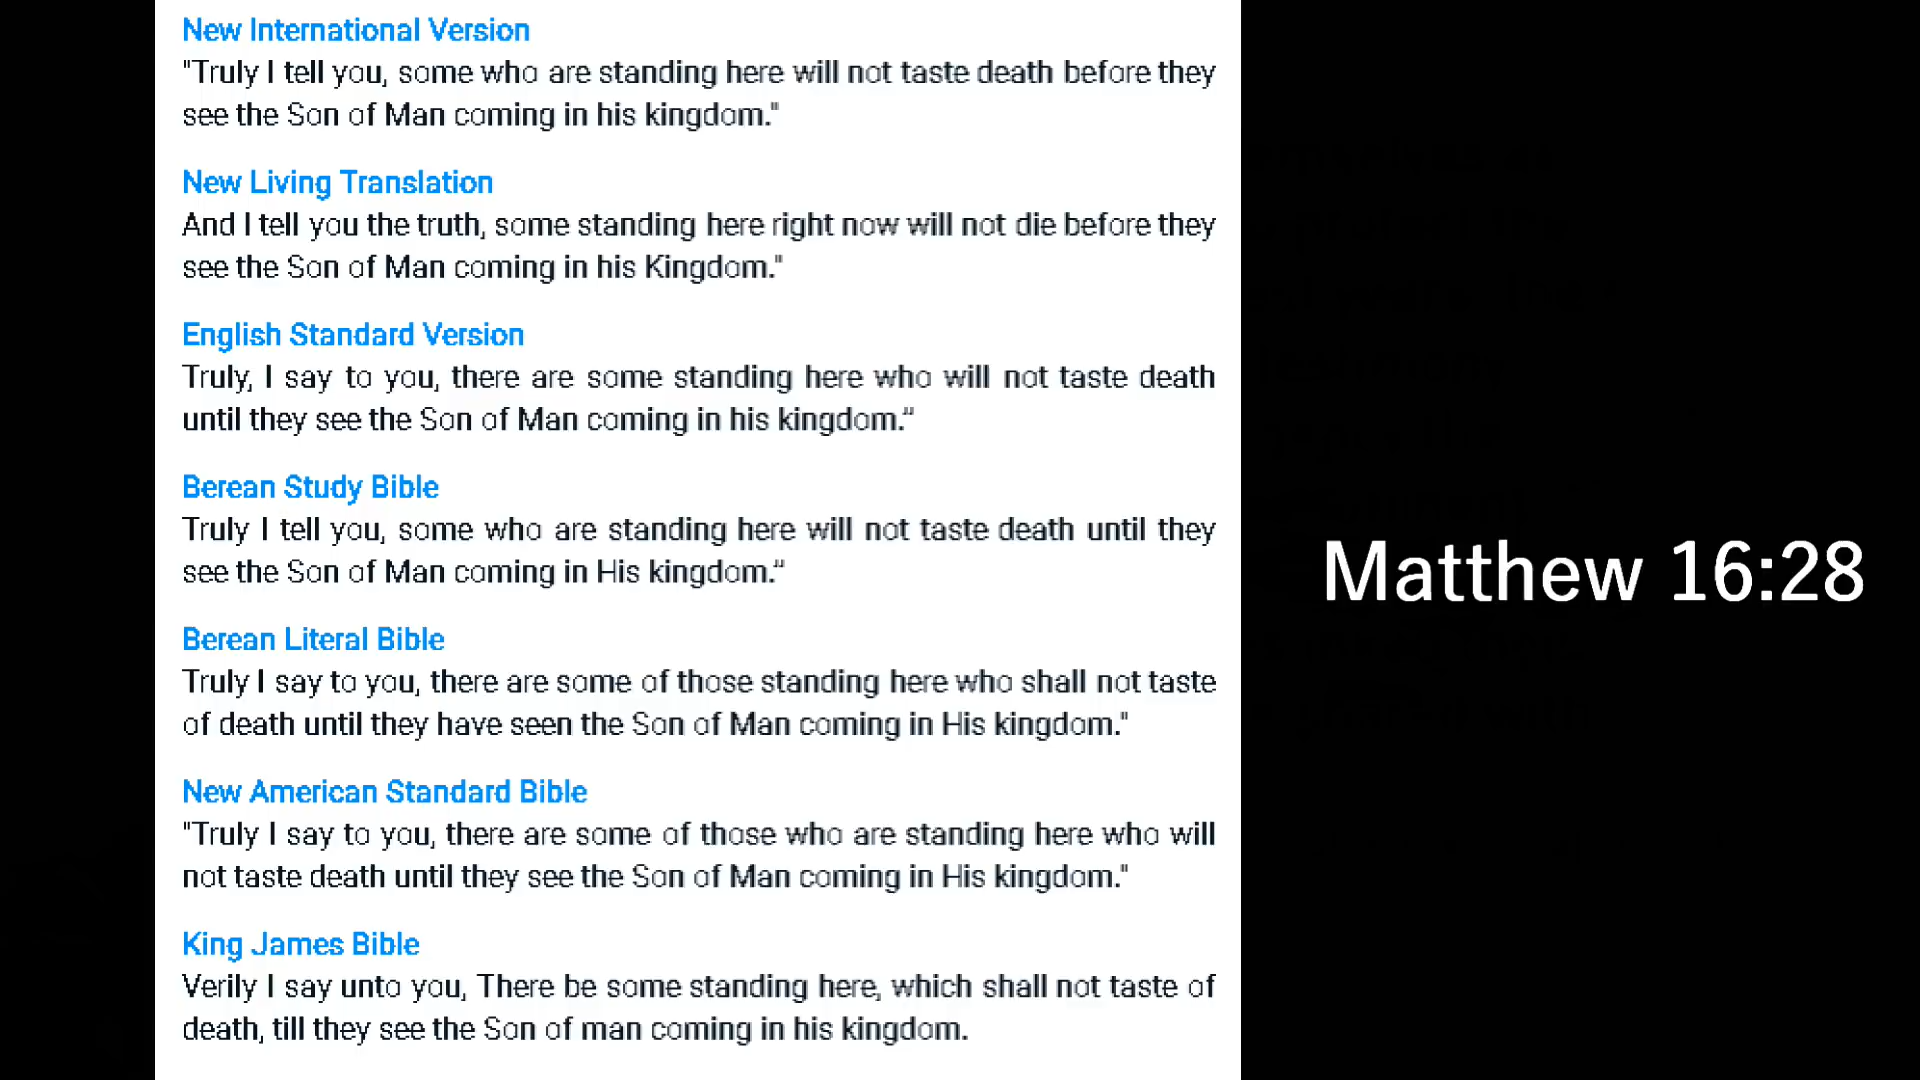 New International Version
"Truly I tell you, some who are standing here will not taste death before they
see the Son of Man coming in his kingdom."
New Living Translation
And I tell you the truth, some standing here right now will not die before they
see the Son of Man coming in his Kingdom."
English Standard Version
Truly, I say to you, there are some standing here who will not taste death
until they see the Son of Man coming in his kingdom.”
Berean Study Bible
Truly I tell you, some who are standing here will not taste death until they
see the Son of Man coming in His kingdom.”
Berean Literal Bible
Truly I say to you, there are some of those standing here who shall not taste
of death until they have seen the Son of Man coming in His kingdom."
New American Standard Bible
"Truly I say to you, there are some of those who are standing here who will
not taste death until they see the Son of Man coming in His kingdom."
King James Bible
Verily I say unto you, There be some standing here, which shall not taste of
death, till they see the Son of man coming in his kingdom.
Matthew 16:28